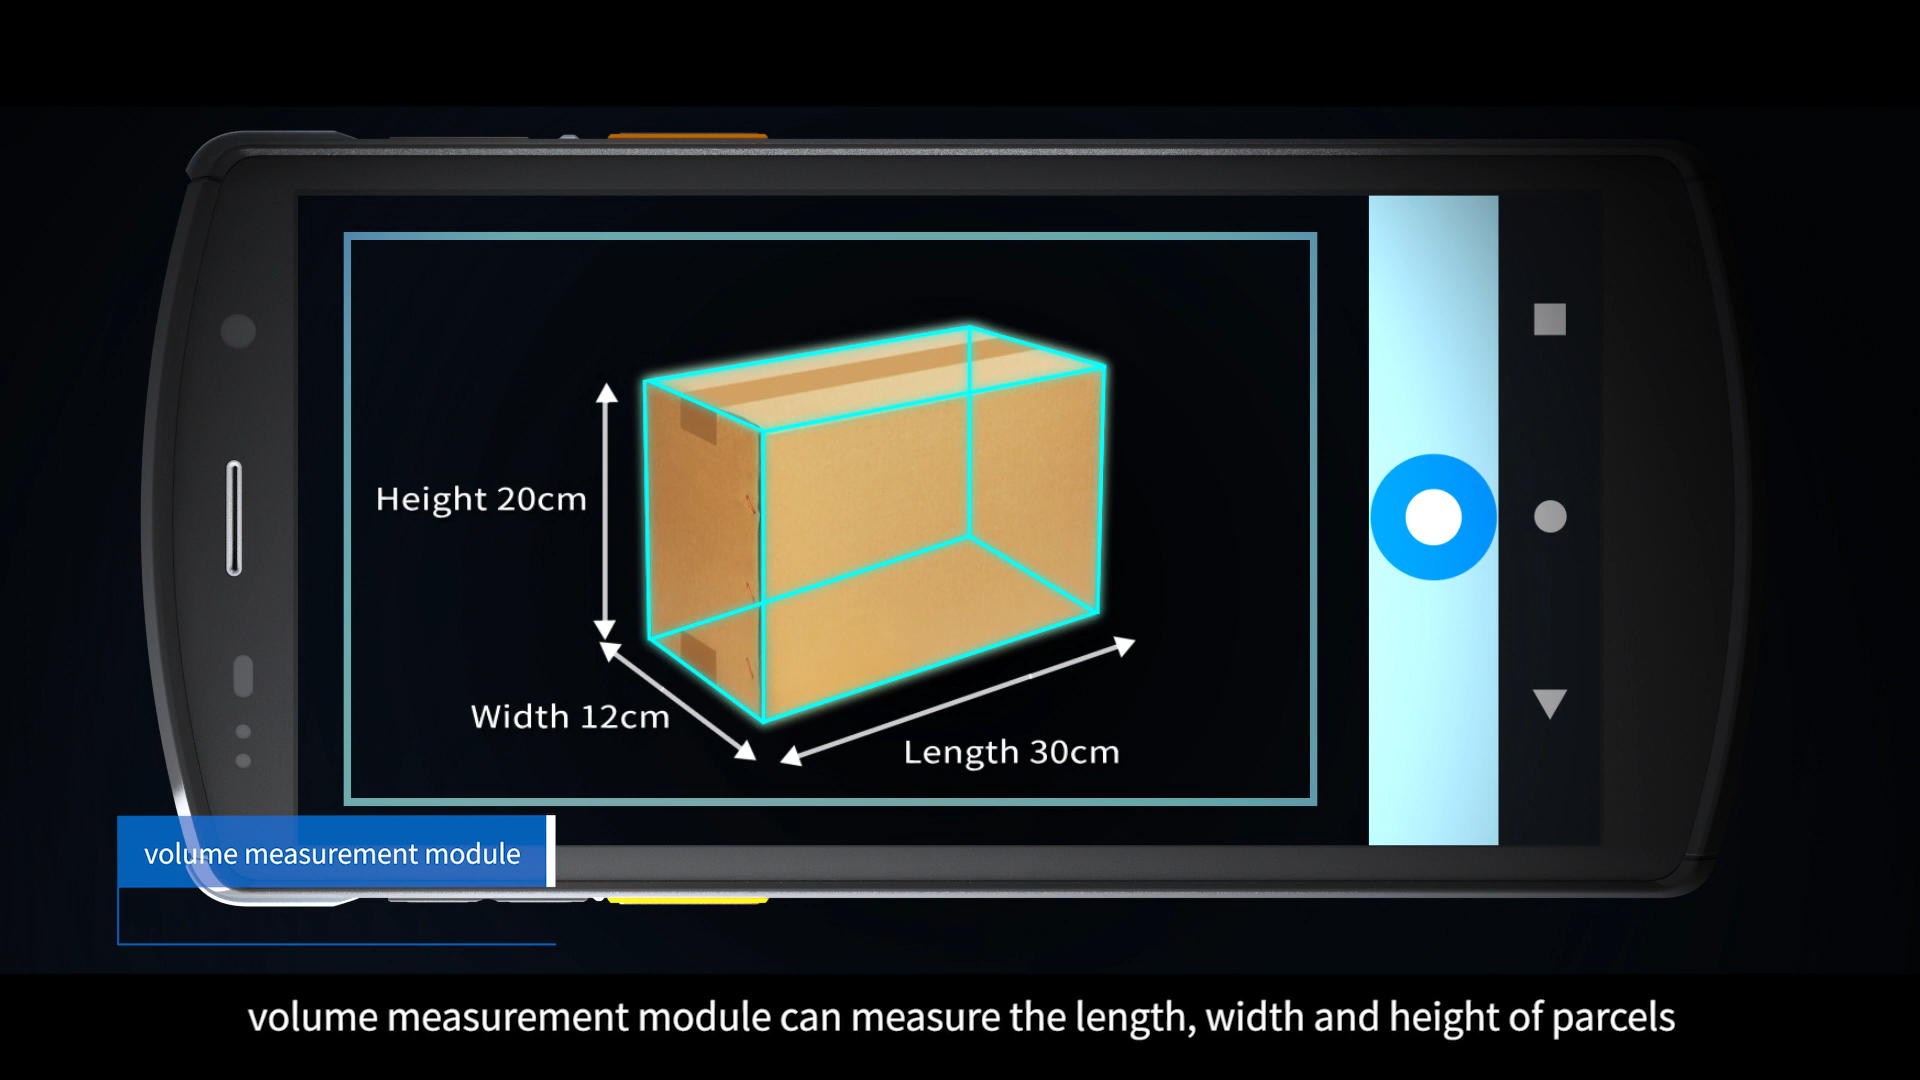 Height 20cm
Width 12cm
Length 30cm
volume measurement module
volume measurement module can measure the length, width and height of parcels